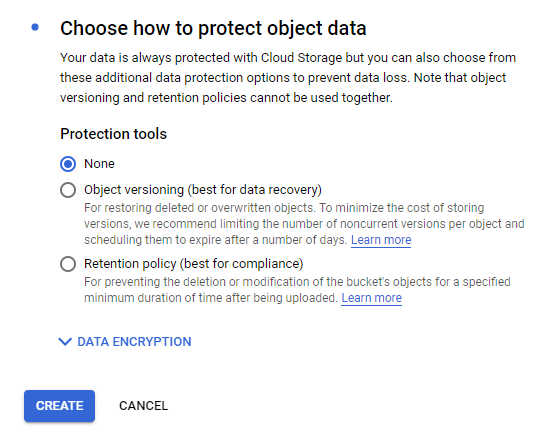 Choose how to protect object data
Your data is always protected with Cloud Storage but you can also choose from
these additional data protection options to prevent data loss. Note that object
versioning and retention policies cannot be used together.
Protection tools
None
Object versioning (best for data recovery)
For restoring deleted or overwritten objects. To minimize the cost of storing
versions, we recommend limiting the number of noncurrent versions per object and
scheduling them to expire after a number of days. Learn more
Retention policy (best for compliance)
For preventing the deletion or modification of the bucket's objects for a specified
minimum duration of time after being uploaded. Learn more
DATA ENCRYPTION
CREATE CANCEL